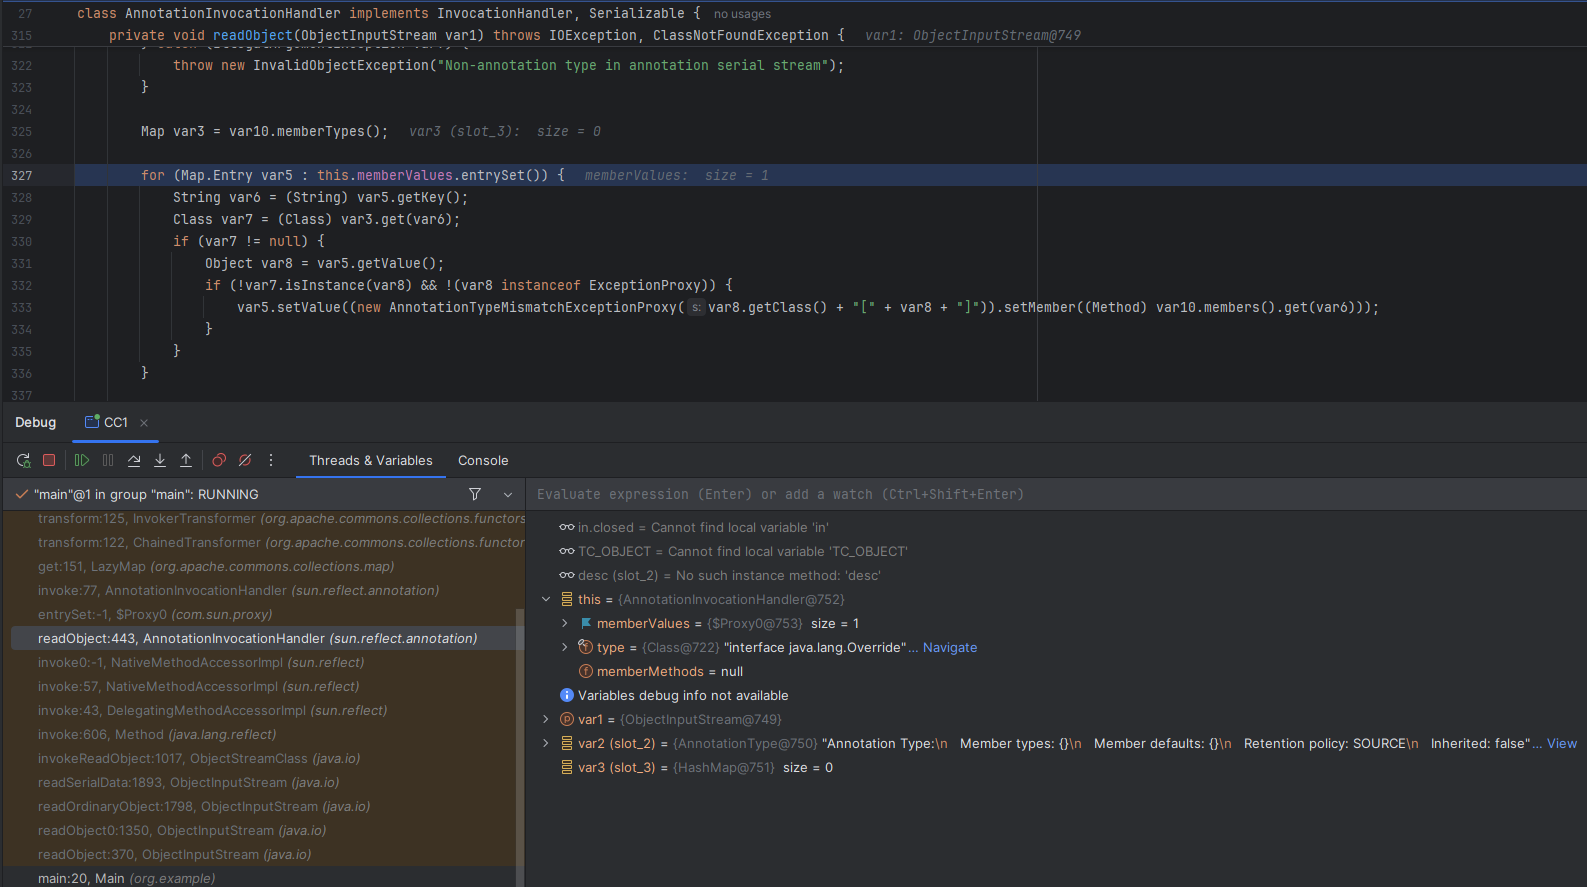 27 class AnnotationInvocationHandler implements InvocationHandler, Serializable { no usages
315 private void readObject(ObjectInputStream var1) throws IOException, ClassNotFoundException { var1: ObjectInputStream@749
322 throw new InvalidObjectException("Non-annotation type in annotation serial stream");
323 }
324
325 Map var3 = var10.memberTypes(); var3 (slot_3): size = 0
326
327 for (Map.Entry var5 : this.memberValues.entrySet()) { memberValues: size = 1
328 String var6 = (String) var5.getKey();
329 Class var7 = (Class) var3.get(var6);
330 if (var7 != null) {
331 Object var8 = var5.getValue();
332 if (!var7.isInstance(var8) && !(var8 instanceof ExceptionProxy)) {
333 var5.setValue((new AnnotationTypeMismatchExceptionProxy( s: var8.getClass() + "[" + var8 + "]")).setMember((Method) var10.members().get(var6)));
334 }
335 }
336 }
337
Debug CC1
Threads & Variables Console
"main"@1 in group "main": RUNNING
transform:125, InvokerTransformer (org.apache.commons.collections.functors
transform:122, ChainedTransformer (org.apache.commons.collections.functor
get:151, LazyMap (org.apache.commons.collections.map)
invoke:77, AnnotationInvocationHandler (sun.reflect.annotation)
entrySet:-1, $Proxy0 (com.sun.proxy)
readObject:443, AnnotationInvocationHandler (sun.reflect.annotation)
invoke0:-1, NativeMethodAccessorImpl (sun.reflect)
invoke:57, NativeMethodAccessorImpl (sun.reflect)
invoke:43, DelegatingMethodAccessorImpl (sun.reflect)
invoke:606, Method (java.lang.reflect)
invokeReadObject:1017, ObjectStreamClass (java.io)
readSerialData:1893, ObjectInputStream (java.io)
readOrdinaryObject:1798, ObjectInputStream (java.io)
readObject0:1350, ObjectInputStream (java.io)
readObject:370, ObjectInputStream (java.io)
main:20, Main (org.example)
Evaluate expression (Enter) or add a watch (Ctrl+Shift+Enter)
in.closed = Cannot find local variable 'in'
TC_OBJECT = Cannot find local variable 'TC_OBJECT'
desc (slot_2) = No such instance method: 'desc'
this = {AnnotationInvocationHandler@752}
memberValues = {$Proxy0@753} size = 1
type = {Class@722} "interface java.lang.Override"... Navigate
memberMethods = null
Variables debug info not available
var1 = {ObjectInputStream@749}
var2 (slot_2) = {AnnotationType@750} "Annotation Type:\n Member types: {}\n Member defaults: {}\n Retention policy: SOURCE\n Inherited: false"... View
var3 (slot_3) = {HashMap@751} size = 0